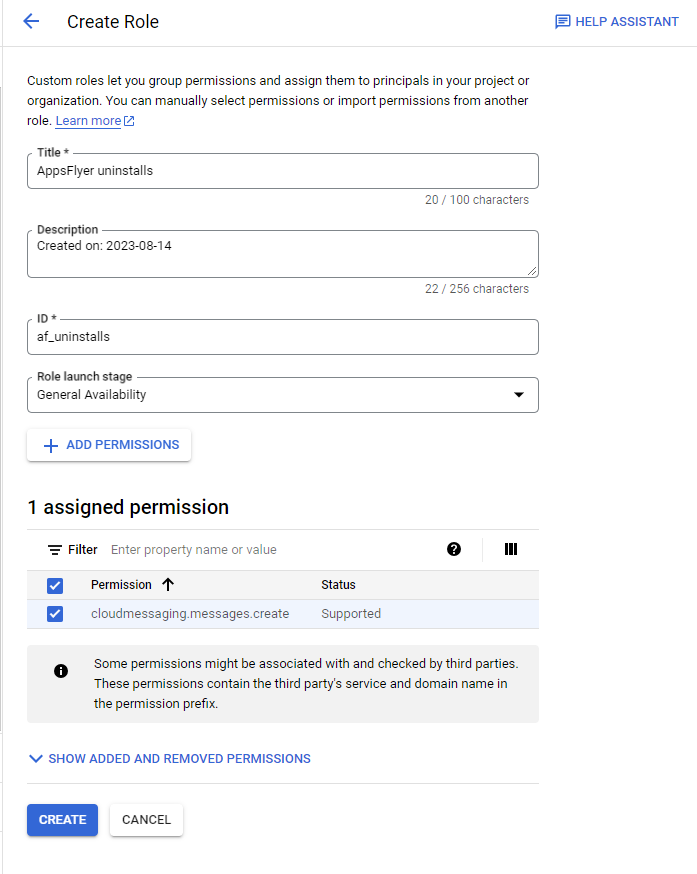 Create Role
HELP ASSISTANT
Custom roles let you group permissions and assign them to principals in your project or
organization. You can manually select permissions or import permissions from another
role. Learn more
Title *
AppsFlyer uninstalls
20 / 100 characters
Description
Created on: 2023-08-14
22 / 256 characters
ID *
af_uninstalls
Role launch stage
General Availability
ADD PERMISSIONS
1 assigned permission
Filter Enter property name or value
Permission Status
cloudmessaging.messages.create Supported
Some permissions might be associated with and checked by third parties.
These permissions contain the third party's service and domain name in
the permission prefix.
SHOW ADDED AND REMOVED PERMISSIONS
CREATE CANCEL